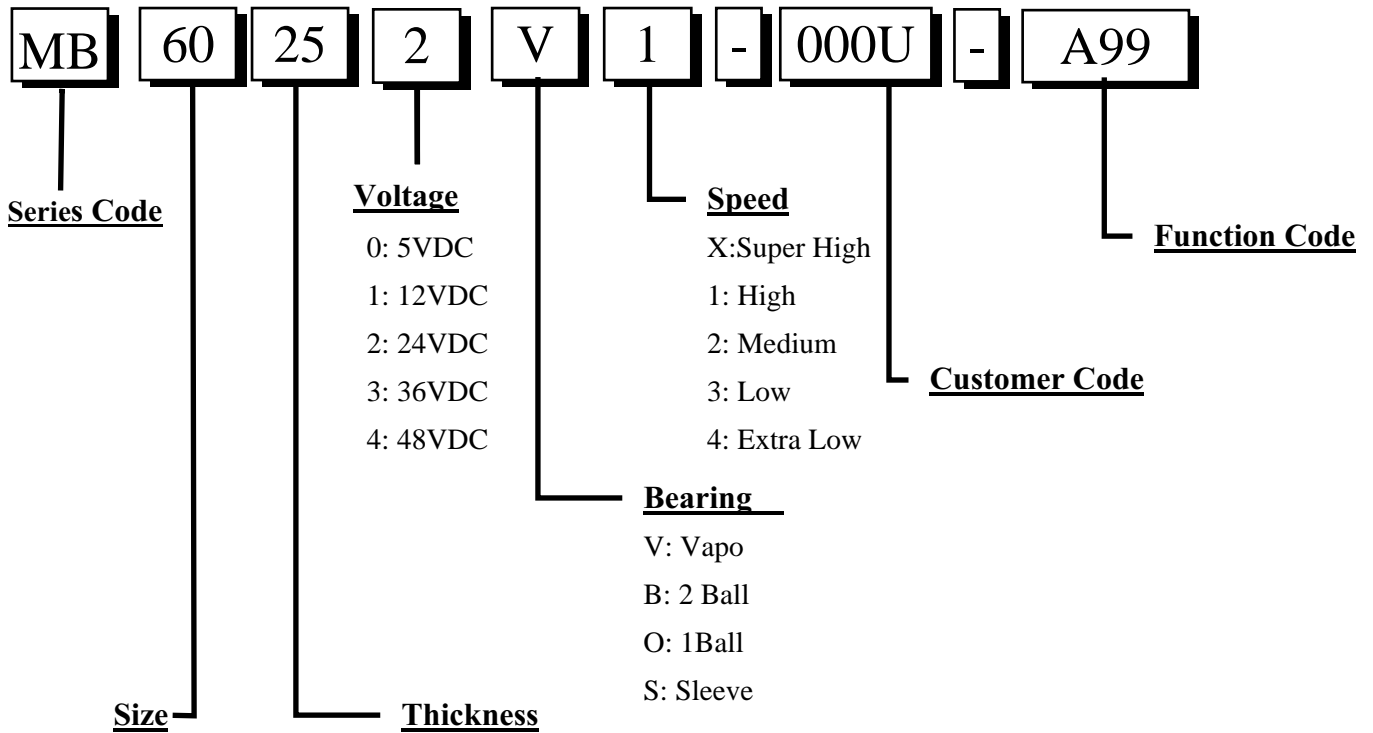 MB 60 25 2 V 1 - 000U - A99
Series Code
Voltage
0: 5VDC
1: 12VDC
2: 24VDC
3: 36VDC
4: 48VDC
Speed
X:Super High
1: High
2: Medium
3: Low
4: Extra Low
Function Code
Customer Code
Bearing
V: Vapo
B: 2 Ball
O: 1Ball
S: Sleeve
Size
Thickness